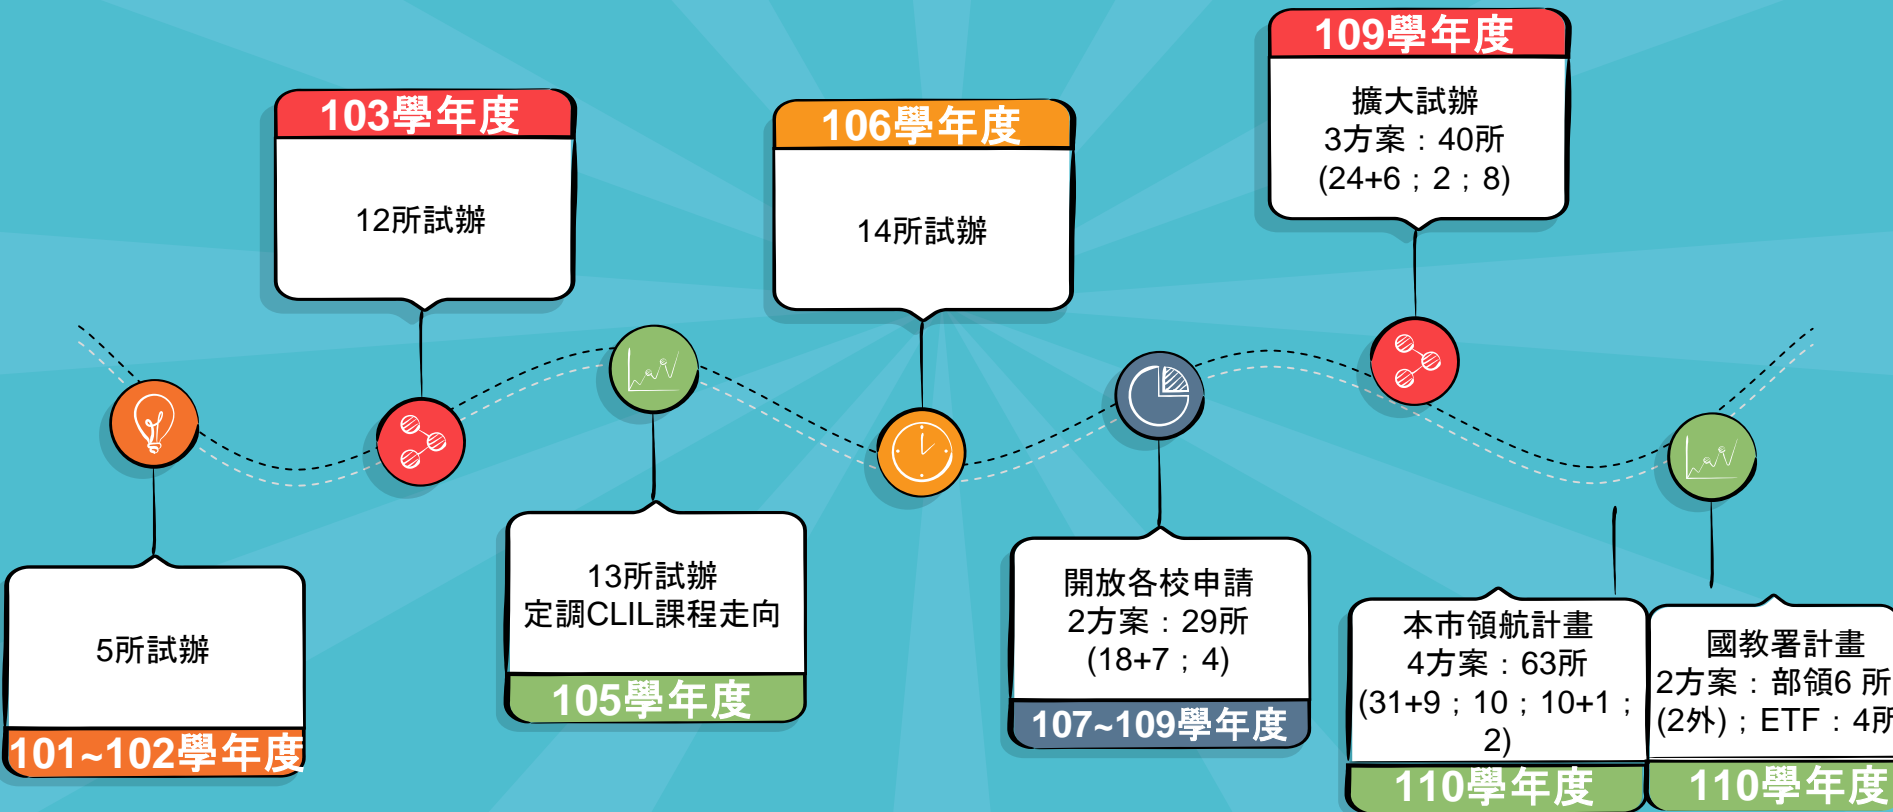 101~102學年度
5所試辦
103學年度
12所試辦
105學年度
13所試辦
定調CLIL課程走向
106學年度
14所試辦
107~109學年度
開放各校申請
2方案：29所
(18+7；4)
109學年度
擴大試辦
3方案：40所
(24+6；2；8)
本市領航計畫
4方案：63所
(31+9；10；10+1；
2)
110學年度
國教署計畫
2方案：部領6 所
(2外)；ETF：4所
110學年度